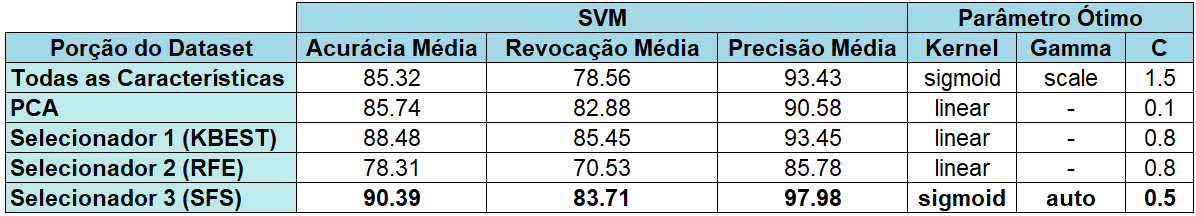 SVM Parâmetro Ótimo
Porção do Dataset Acurácia Média Revocação Média Precisão Média Kernel Gamma C
Todas as Características 85.32 78.56 93.43 sigmoid scale 1.5
PCA 85.74 82.88 90.58 linear - 0.1
Selecionador 1 (KBEST) 88.48 85.45 93.45 linear - 0.8
Selecionador 2 (RFE) 78.31 70.53 85.78 linear - 0.8
Selecionador 3 (SFS) 90.39 83.71 97.98 sigmoid auto 0.5